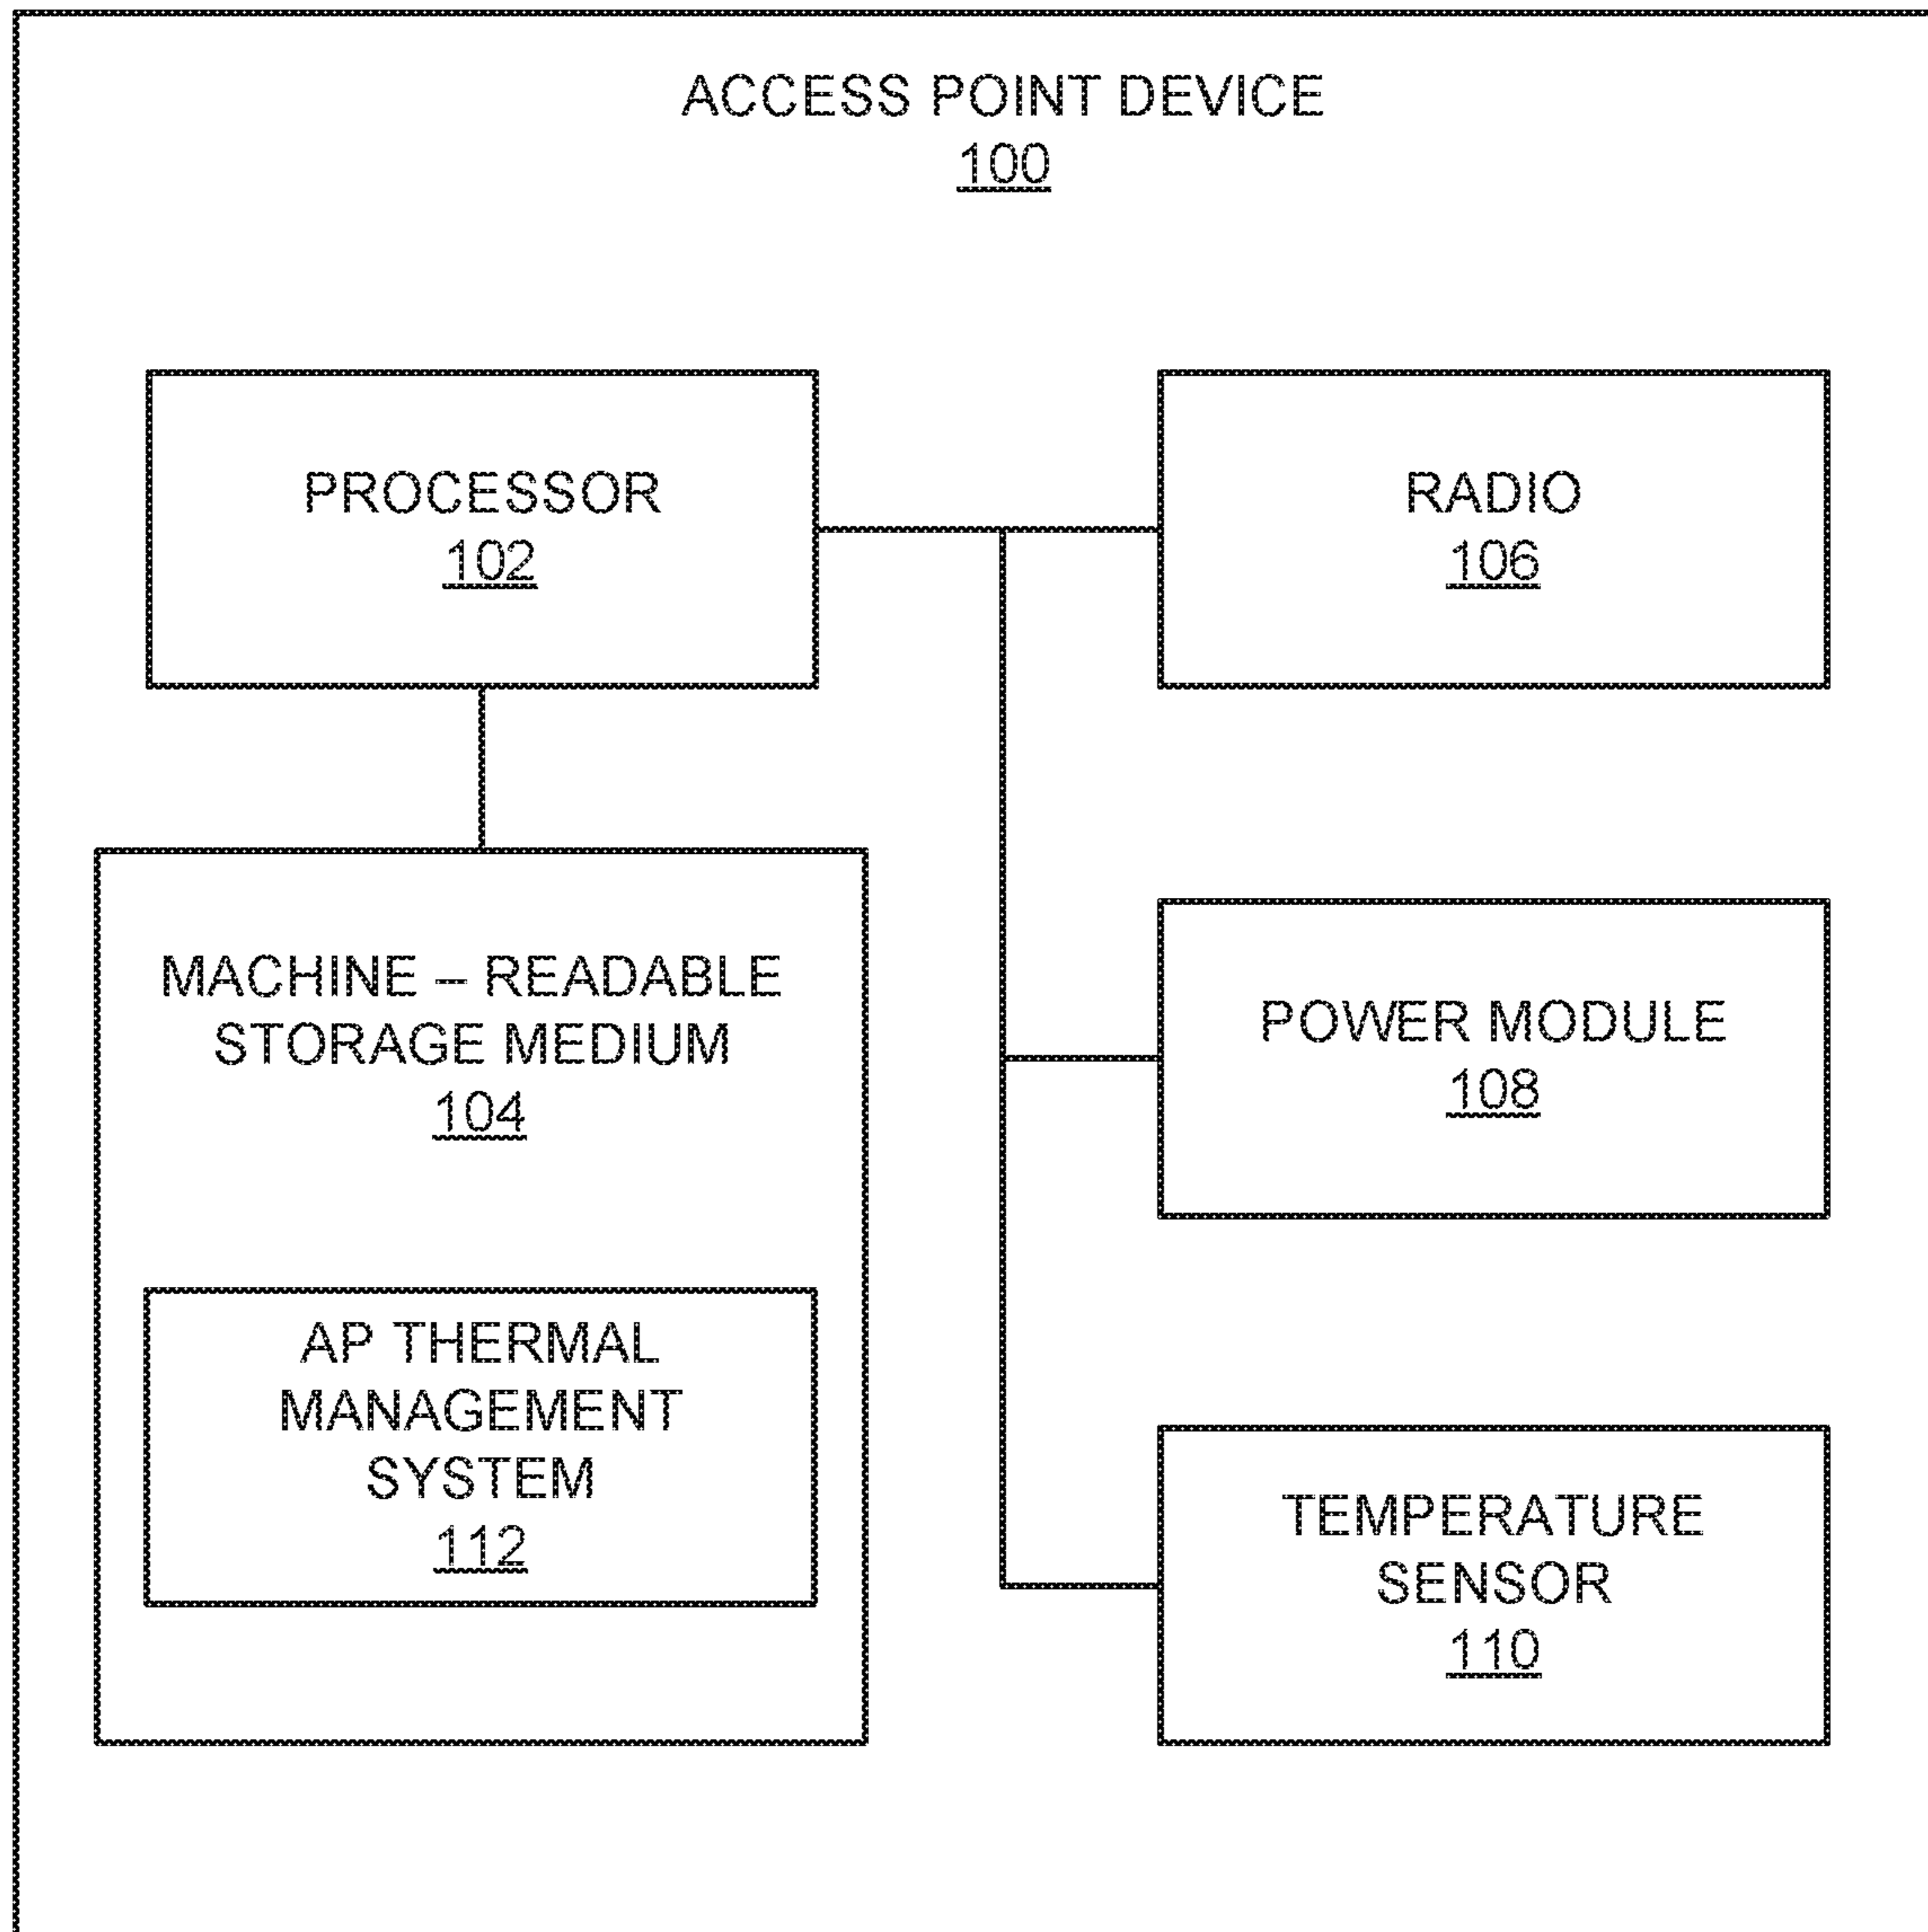 ACCESS POINT DEVICE
100
PROCESSOR
102
RADIO
106
MACHINE – READABLE
STORAGE MEDIUM
104
POWER MODULE
108
AP THERMAL
MANAGEMENT
SYSTEM
112
TEMPERATURE
SENSOR
110